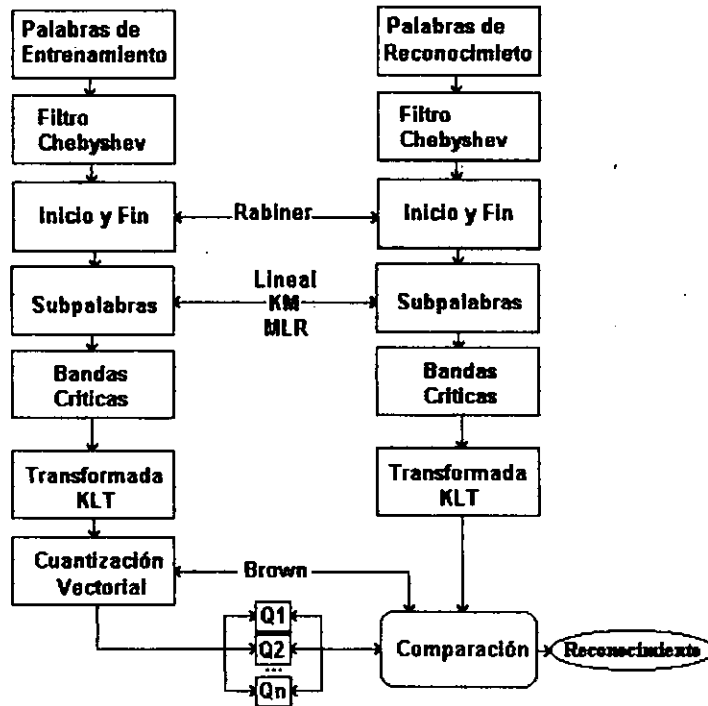 Palabras de
Entrenamiento
Filtro
Chebyshev
Inicio y Fin
Subpalabras
Bandas
Criticas
Transformada
KLT
Cuantización
Vectorial
Rabiner
Lineal
KM
MLR
Brown
Q1
Q2
...
Qn
Palabras de
Reconocimieto
Filtro
Chebyshev
Inicio y Fin
Subpalabras
Bandas
Criticas
Transformada
KLT
Comparación
Reconocimiento